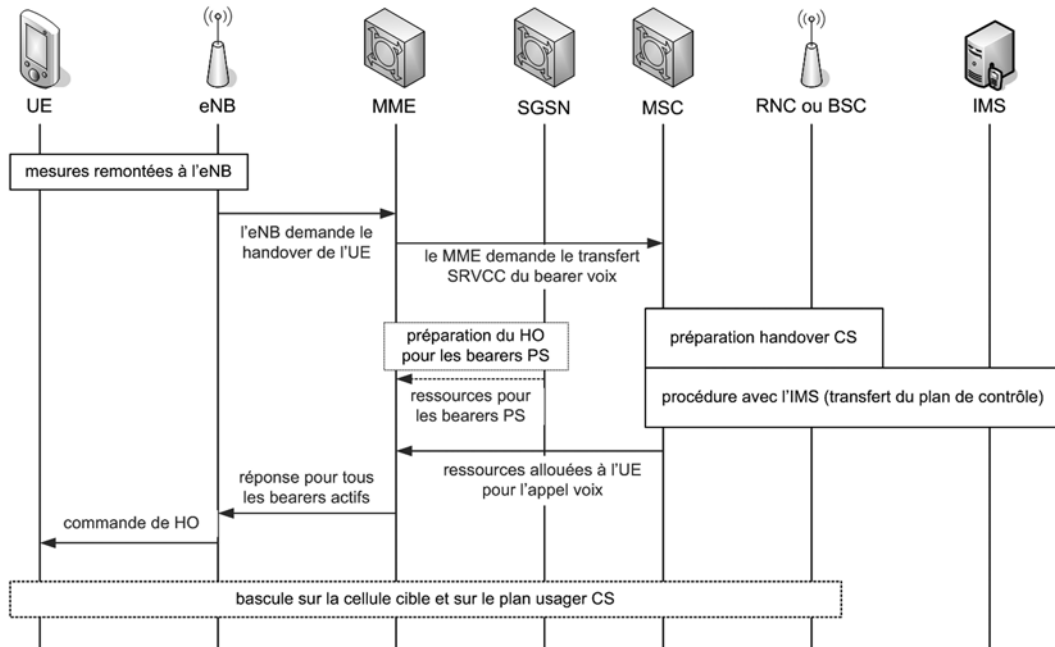 UE
eNB
MME
SGSN
MSC
RNC ou BSC
IMS
mesures remontées à l'eNB
l'eNB demande le
handover de l'UE
le MME demande le transfert
SRVCC du bearer voix
préparation du HO
pour les bearers PS
préparation handover CS
ressources pour
les bearers PS
procédure avec l'IMS (transfert du plan de contrôle)
ressources allouées à l'UE
pour l'appel voix
réponse pour tous
les bearers actifs
commande de HO
bascule sur la cellule cible et sur le plan usager CS